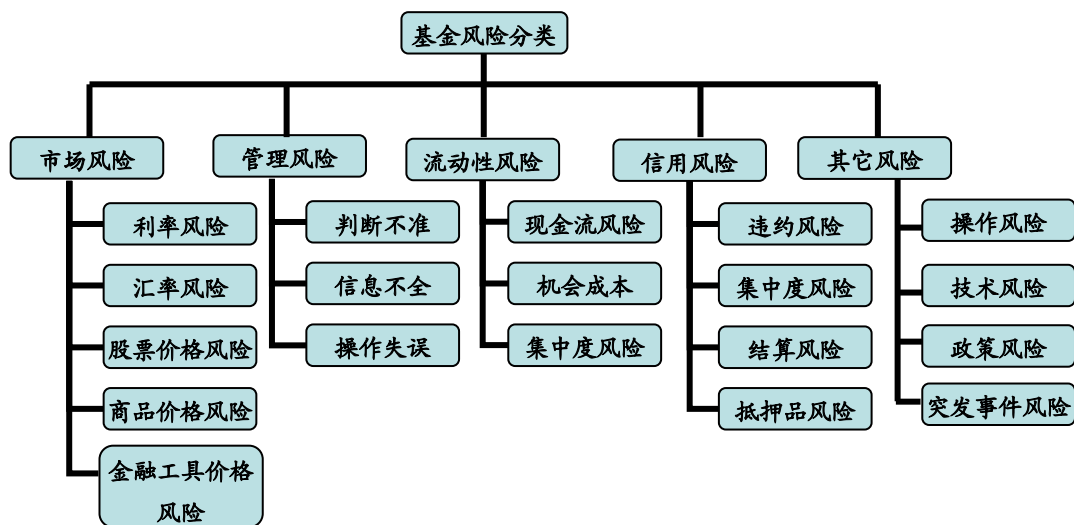 基金风险分类
市场风险
管理风险
流动性风险
信用风险
其它风险
利率风险
汇率风险
股票价格风险
商品价格风险
金融工具价格
风险
判断不准
信息不全
操作失误
现金流风险
机会成本
集中度风险
违约风险
集中度风险
结算风险
抵押品风险
操作风险
技术风险
政策风险
突发事件风险